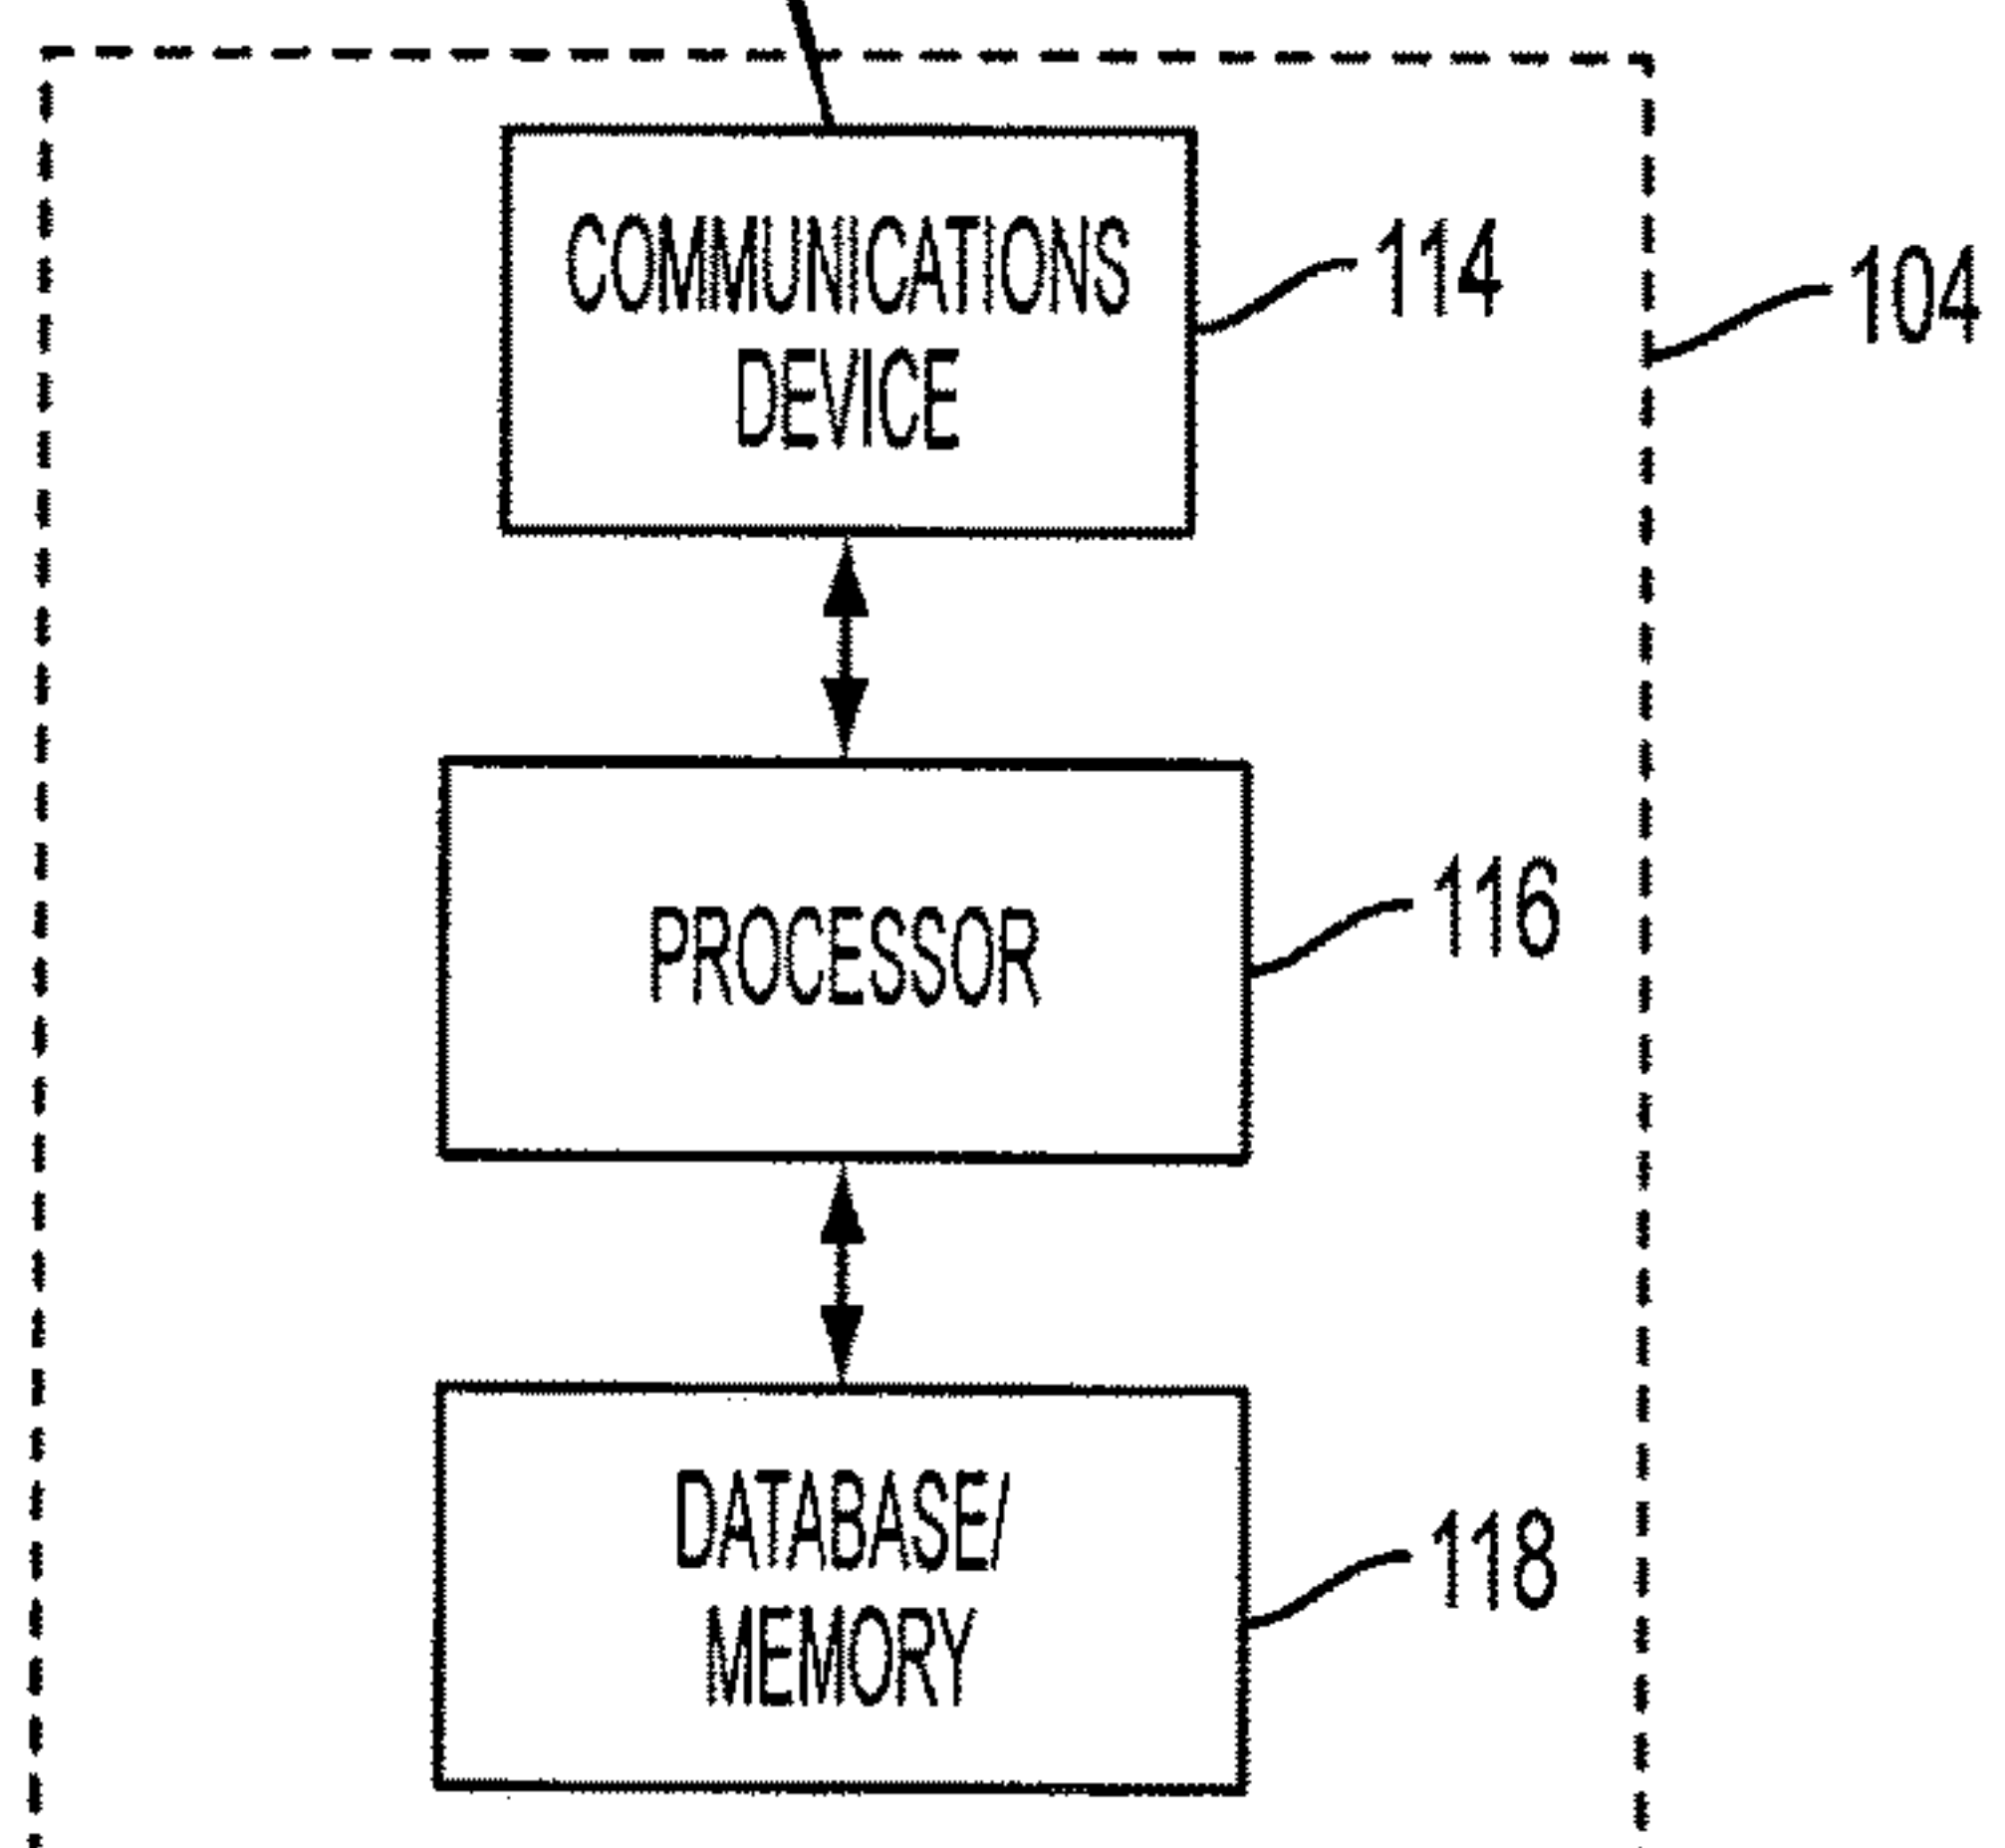 COMMUNICATIONS
DEVICE
114
104
PROCESSOR
116
DATABASE/
MEMORY
118